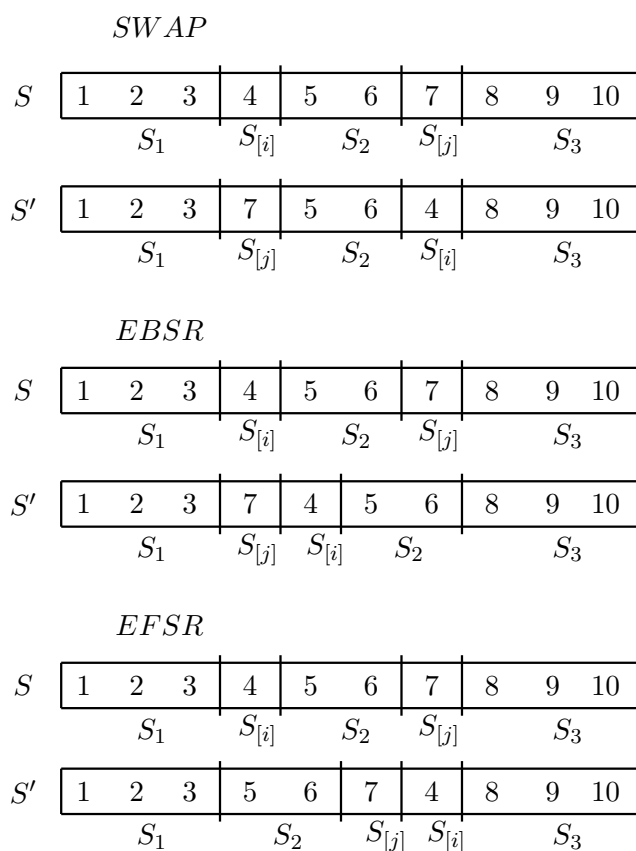 SWAP
S 1 2 3 4 5 6 7 8 9 10
S₁ S[i] S₂ S[j] S₃
S′ 1 2 3 7 5 6 4 8 9 10
S₁ S[j] S₂ S[i] S₃
EBSR
S 1 2 3 4 5 6 7 8 9 10
S₁ S[i] S₂ S[j] S₃
S′ 1 2 3 7 4 5 6 8 9 10
S₁ S[j] S[i] S₂ S₃
EFSR
S 1 2 3 4 5 6 7 8 9 10
S₁ S[i] S₂ S[j] S₃
S′ 1 2 3 5 6 7 4 8 9 10
S₁ S₂ S[j] S[i] S₃